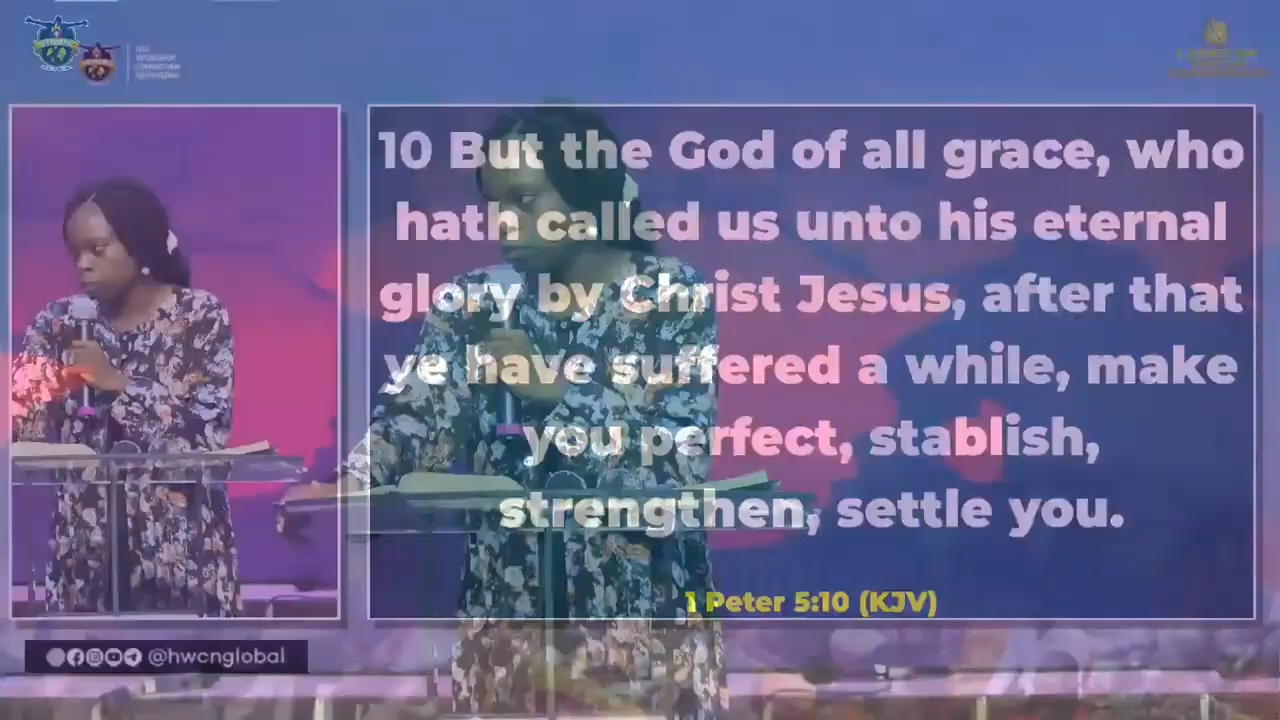 10 But the God of all grace, who
hath called us unto his eternal
glory by Christ Jesus, after that
ye have suffered a while, make
you perfect, stablish,
strengthen, settle you.
1 Peter 5:10 (KJV)
@hwcnglobal